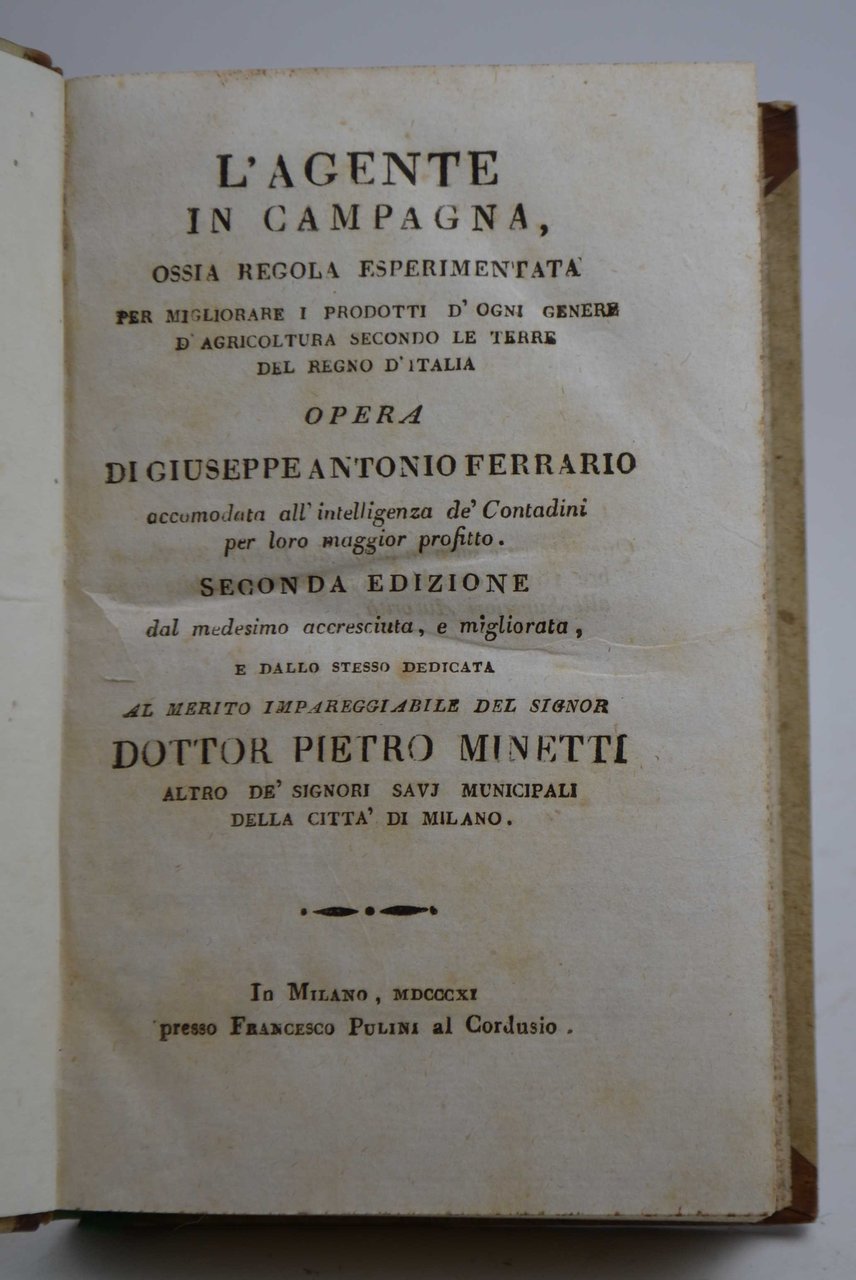 L'AGENTE
IN CAMPAGNA,
OSSIA REGOLA ESPERIMENTATA
PER MIGLIORARE I PRODOTTI D' OGNI GENERE
D' AGRICOLTURA SECONDO LE TERRE
DEL REGNO D' ITALIA
OPERA
DI GIUSEPPE ANTONIO FERRARIO
accomodata all' intelligenza de' Contadini
per loro maggior profitto.
SECONDA EDIZIONE
dal medesimo accresciuta, e migliorata,
E DALLO STESSO DEDICATA
AL MERITO IMPAREGGIABILE DEL SIGNOR
DOTTOR PIETRO MINETTI
ALTRO DE' SIGNORI SAVJ MUNICIPALI
DELLA CITTA' DI MILANO.
In MILANO, MDCCCXI
presso FRANCESCO PULINI al Cordusio.